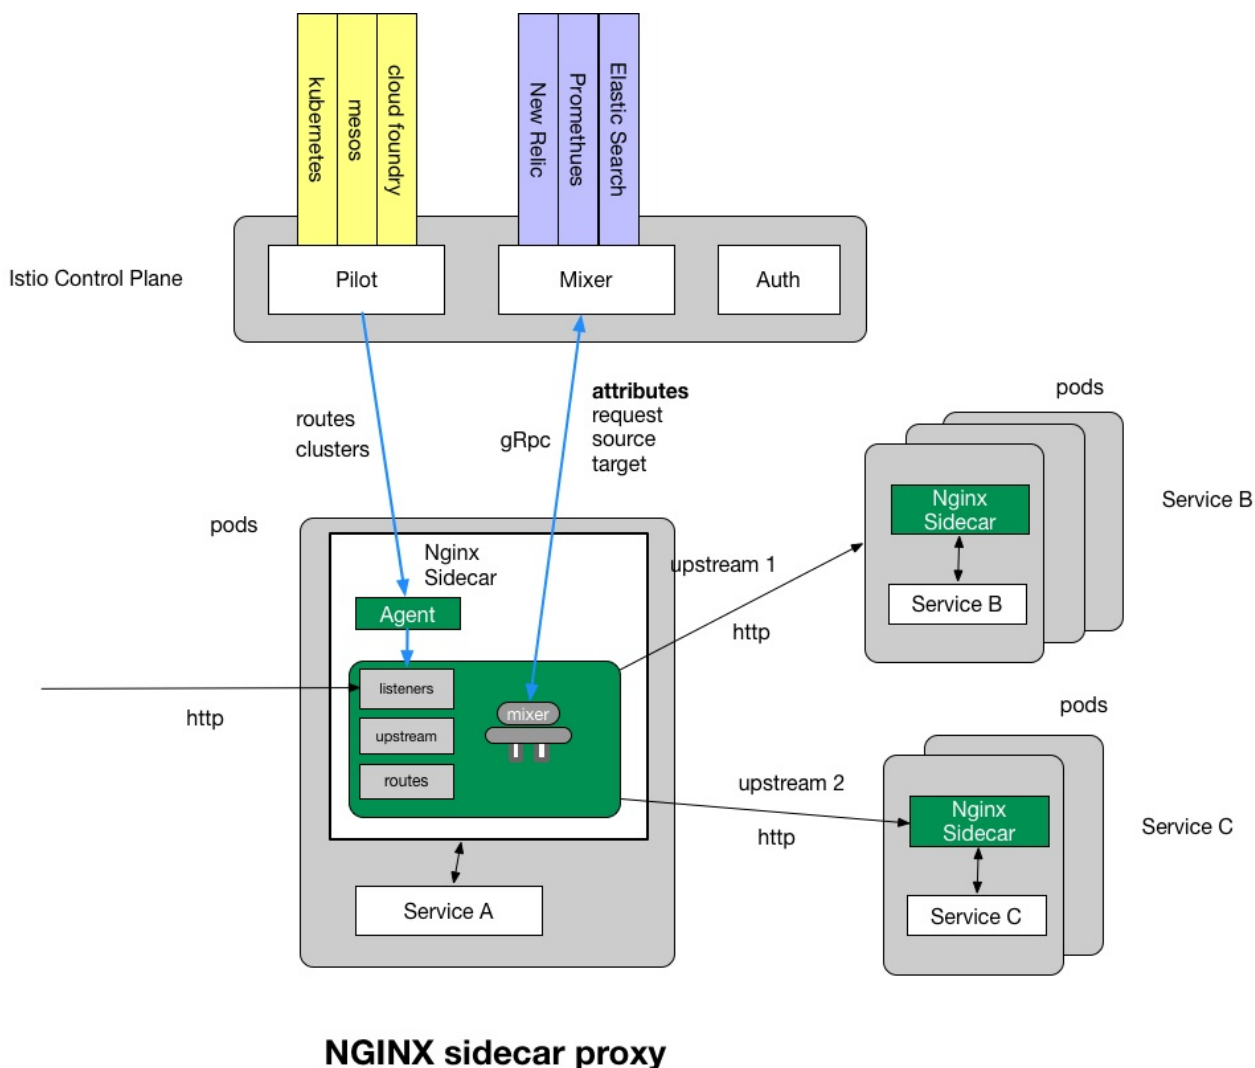 kubernetes
mesos
cloud foundry
New Relic
Promethues
Elastic Search
Istio Control Plane
Pilot
Mixer
Auth
routes
clusters
gRpc
attributes
request
source
target
pods
Nginx
Sidecar
Agent
listeners
upstream
routes
mixer
http
Service A
upstream 1
http
pods
Nginx
Sidecar
Service B
Service B
upstream 2
http
pods
Nginx
Sidecar
Service C
Service C
NGINX sidecar proxy